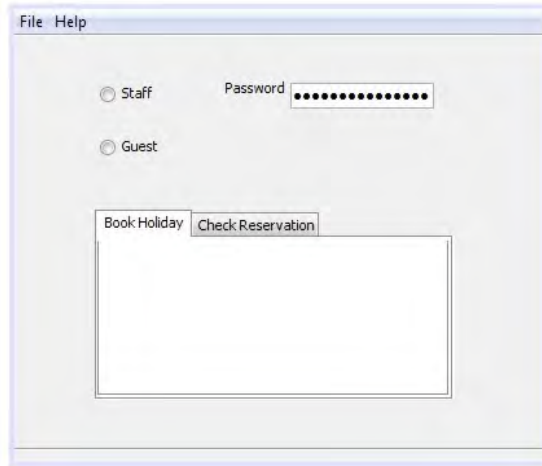 File Help
Staff Password •••••••••••••••
Guest
Book Holiday Check Reservation